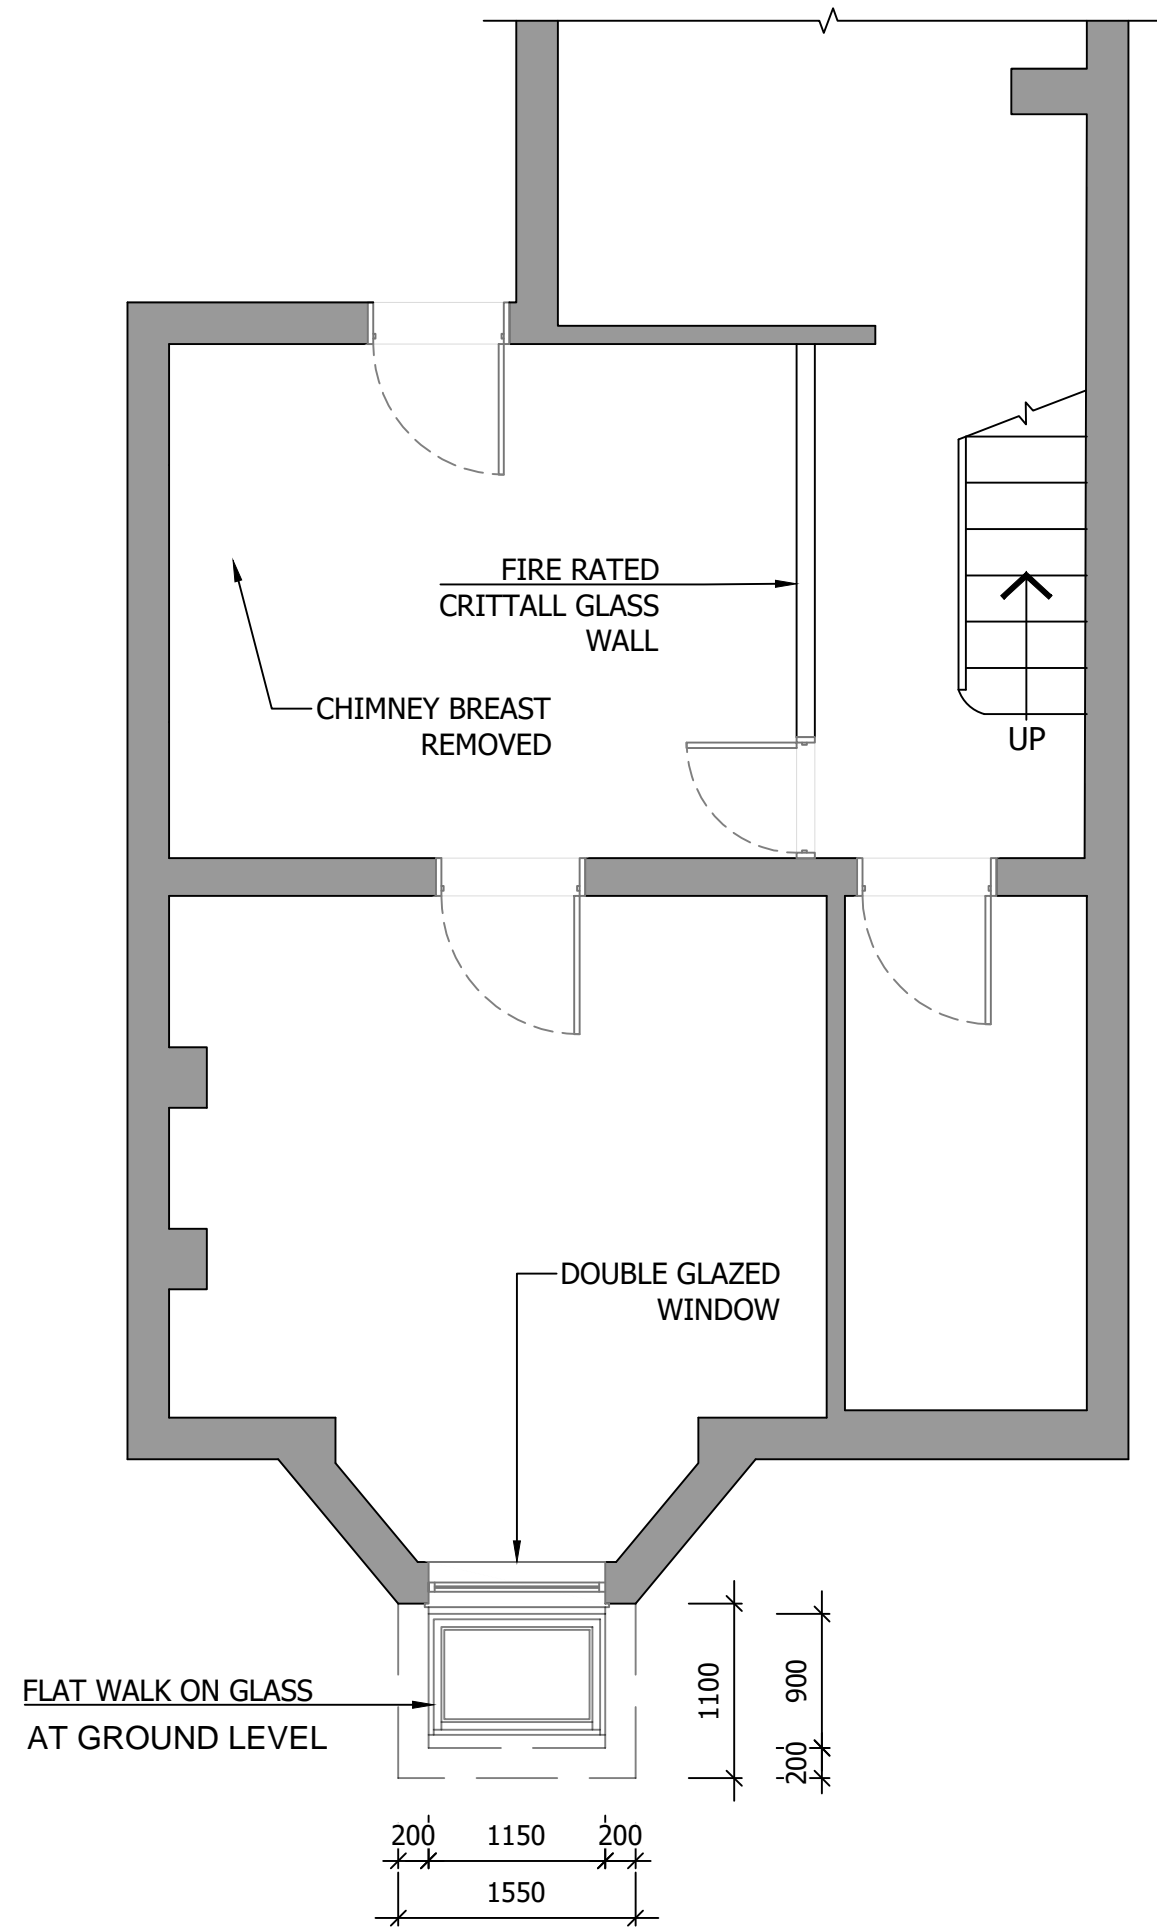 FIRE RATED
CRITTALL GLASS
WALL
CHIMNEY BREAST
REMOVED
UP
DOUBLE GLAZED
WINDOW
FLAT WALK ON GLASS
AT GROUND LEVEL
1100
900
200
200 1150 200
1550